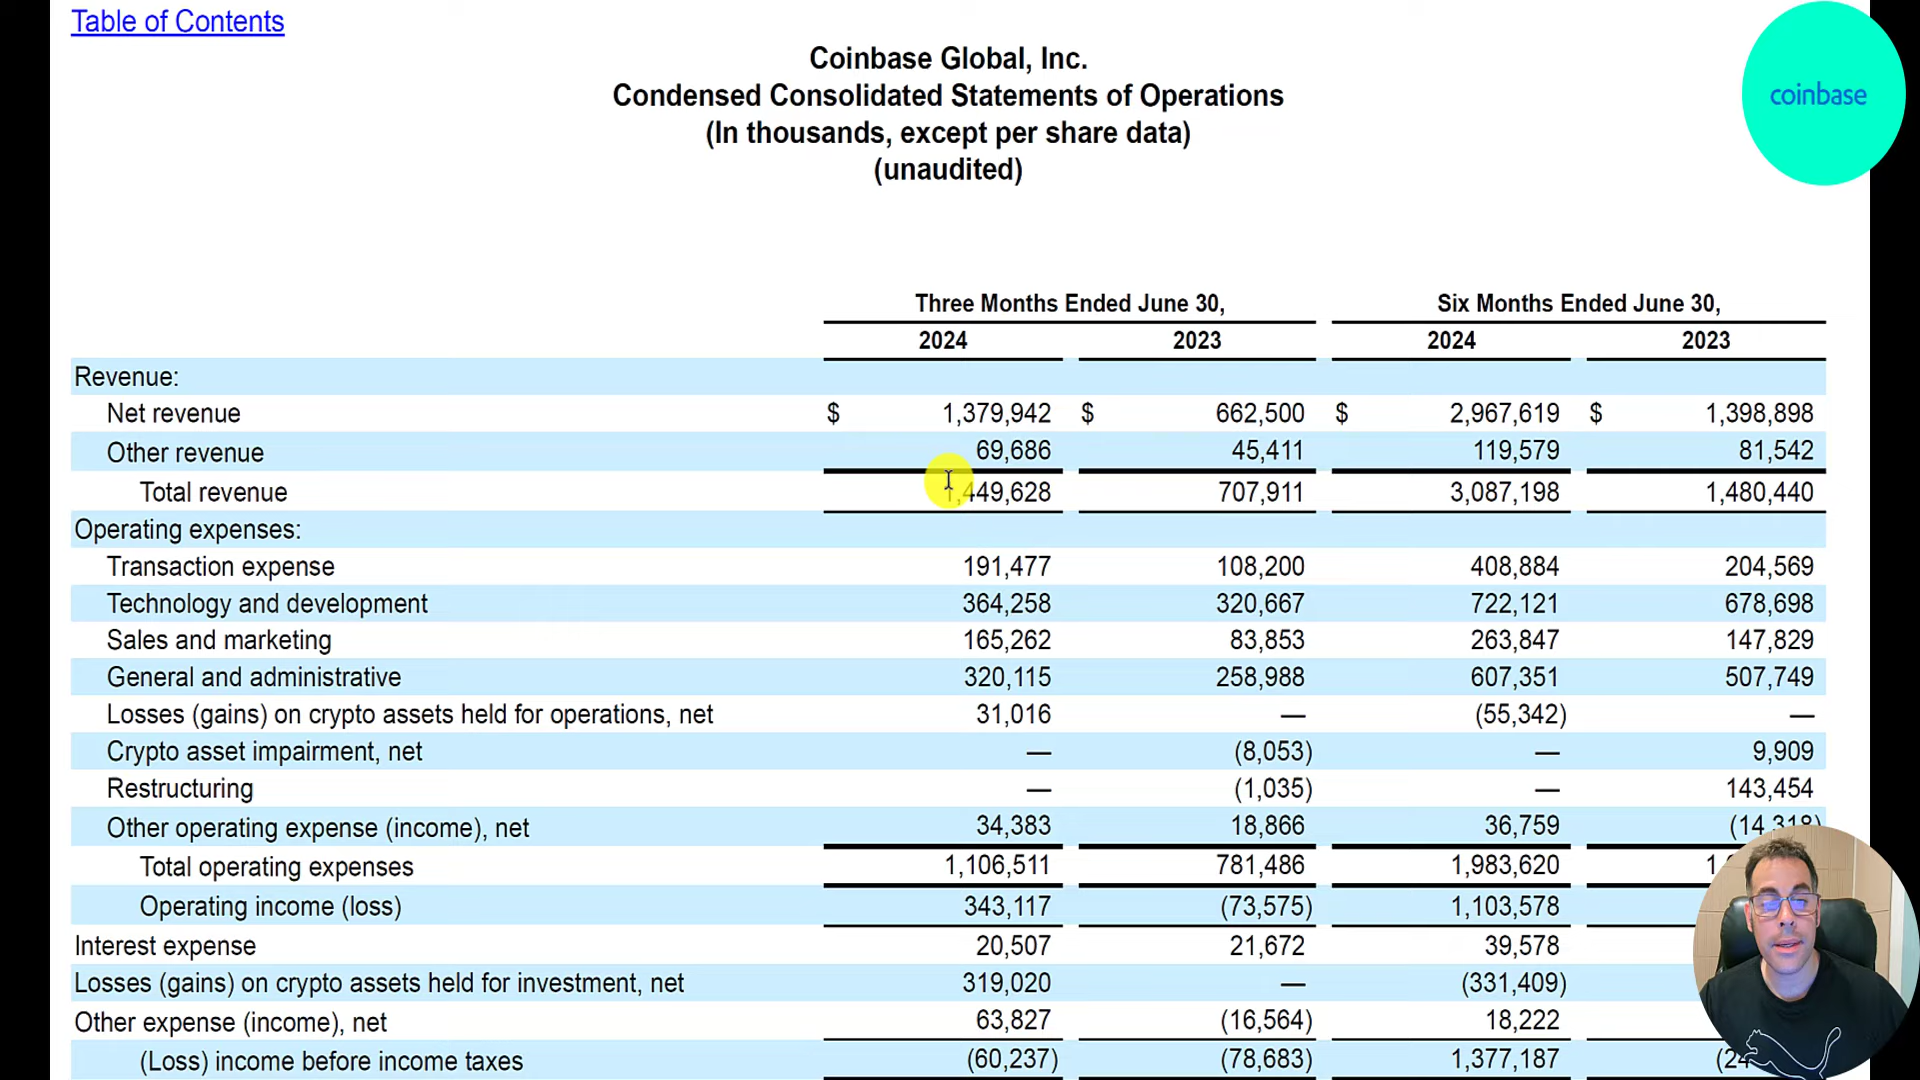 Table of Contents
Coinbase Global, Inc.
Condensed Consolidated Statements of Operations
(In thousands, except per share data)
(unaudited)
coinbase
Three Months Ended June 30, Six Months Ended June 30,
2024 2023 2024 2023
Revenue:
Net revenue $ 1,379,942 $ 662,500 $ 2,967,619 $ 1,398,898
Other revenue 69,686 45,411 119,579 81,542
Total revenue 1,449,628 707,911 3,087,198 1,480,440
Operating expenses:
Transaction expense 191,477 108,200 408,884 204,569
Technology and development 364,258 320,667 722,121 678,698
Sales and marketing 165,262 83,853 263,847 147,829
General and administrative 320,115 258,988 607,351 507,749
Losses (gains) on crypto assets held for operations, net 31,016 — (55,342) —
Crypto asset impairment, net — (8,053) — 9,909
Restructuring — (1,035) — 143,454
Other operating expense (income), net 34,383 18,866 36,759 (14,318)
Total operating expenses 1,106,511 781,486 1,983,620
Operating income (loss) 343,117 (73,575) 1,103,578
Interest expense 20,507 21,672 39,578
Losses (gains) on crypto assets held for investment, net 319,020 — (331,409)
Other expense (income), net 63,827 (16,564) 18,222
(Loss) income before income taxes (60,237) (78,683) 1,377,187